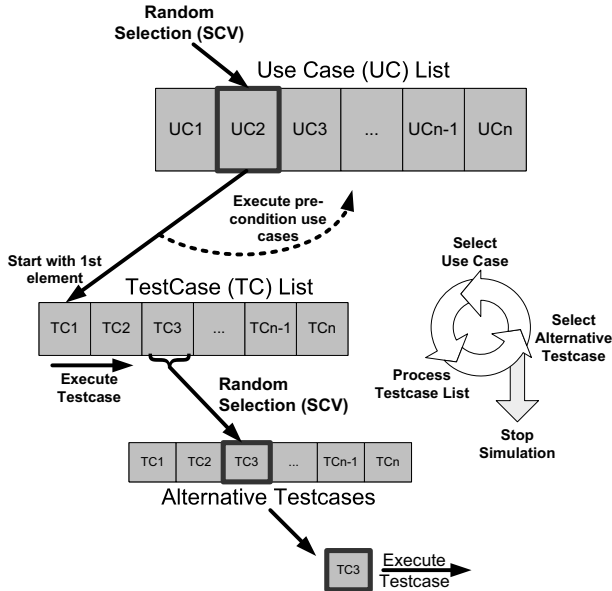 Random
Selection (SCV)
Use Case (UC) List
UC1 UC2 UC3 ... UCn-1 UCn
Execute pre-
condition use
cases
Start with 1st
element
TestCase (TC) List
TC1 TC2 TC3 ... TCn-1 TCn
Execute
Testcase
Random
Selection (SCV)
Select
Use Case
Select
Alternative
Testcase
Process
Testcase List
Stop
Simulation
TC1 TC2 TC3 ... TCn-1 TCn
Alternative Testcases
TC3
Execute
Testcase